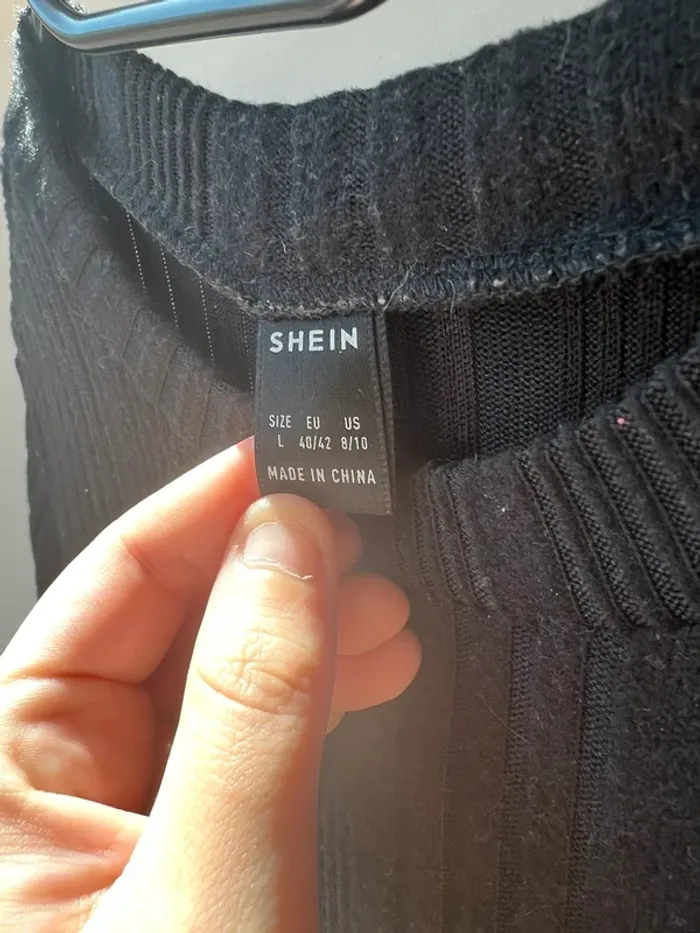 SHEIN
SIZE EU US
L 40/42 8/10
MADE IN CHINA